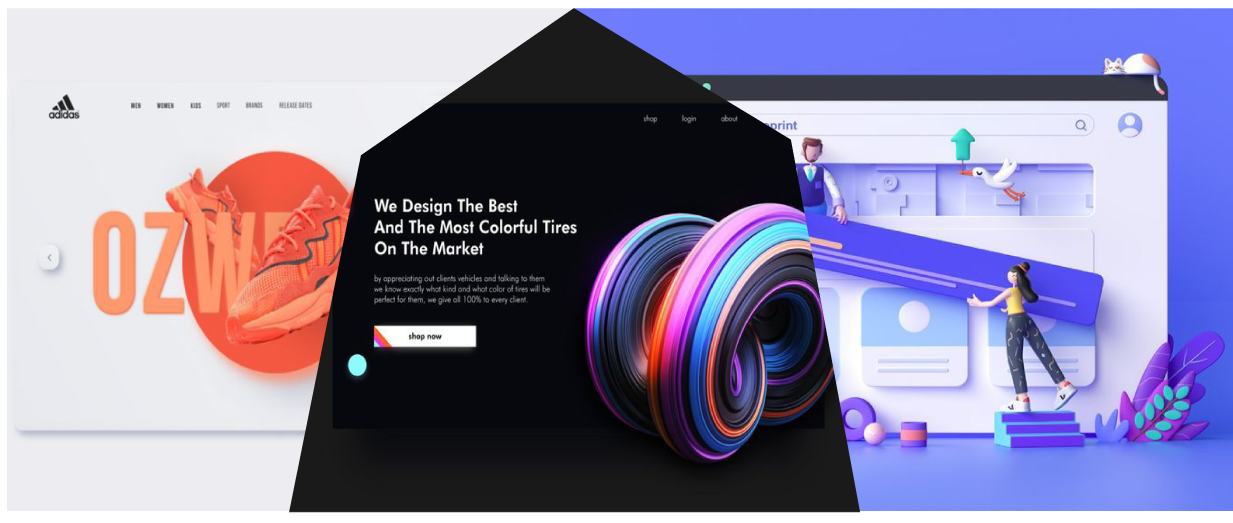 adidas
MEN WOMEN KIDS SPORT BRANDS RELEASE DATES
OZWE
shop login about
We Design The Best
And The Most Colorful Tires
On The Market
by appreciating out clients vehicles and talking to them
we know exactly what kind and what color of tires will be
perfect for them, we give all 100% to every client.
shop now
print